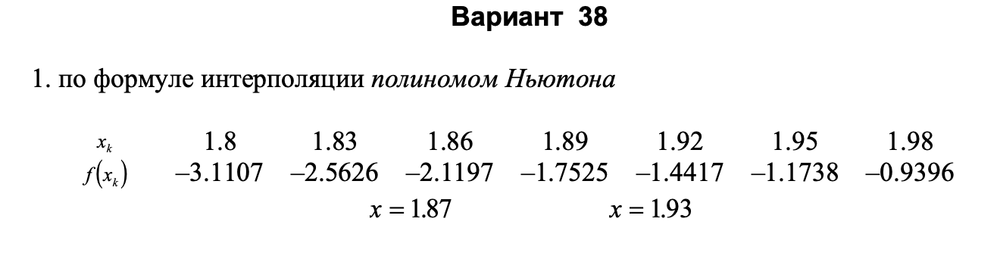 Вариант 38
1. по формуле интерполяции полиномом Ньютона
xₖ 1.8 1.83 1.86 1.89 1.92 1.95 1.98
f(xₖ) –3.1107 –2.5626 –2.1197 –1.7525 –1.4417 –1.1738 –0.9396
x = 1.87 x = 1.93